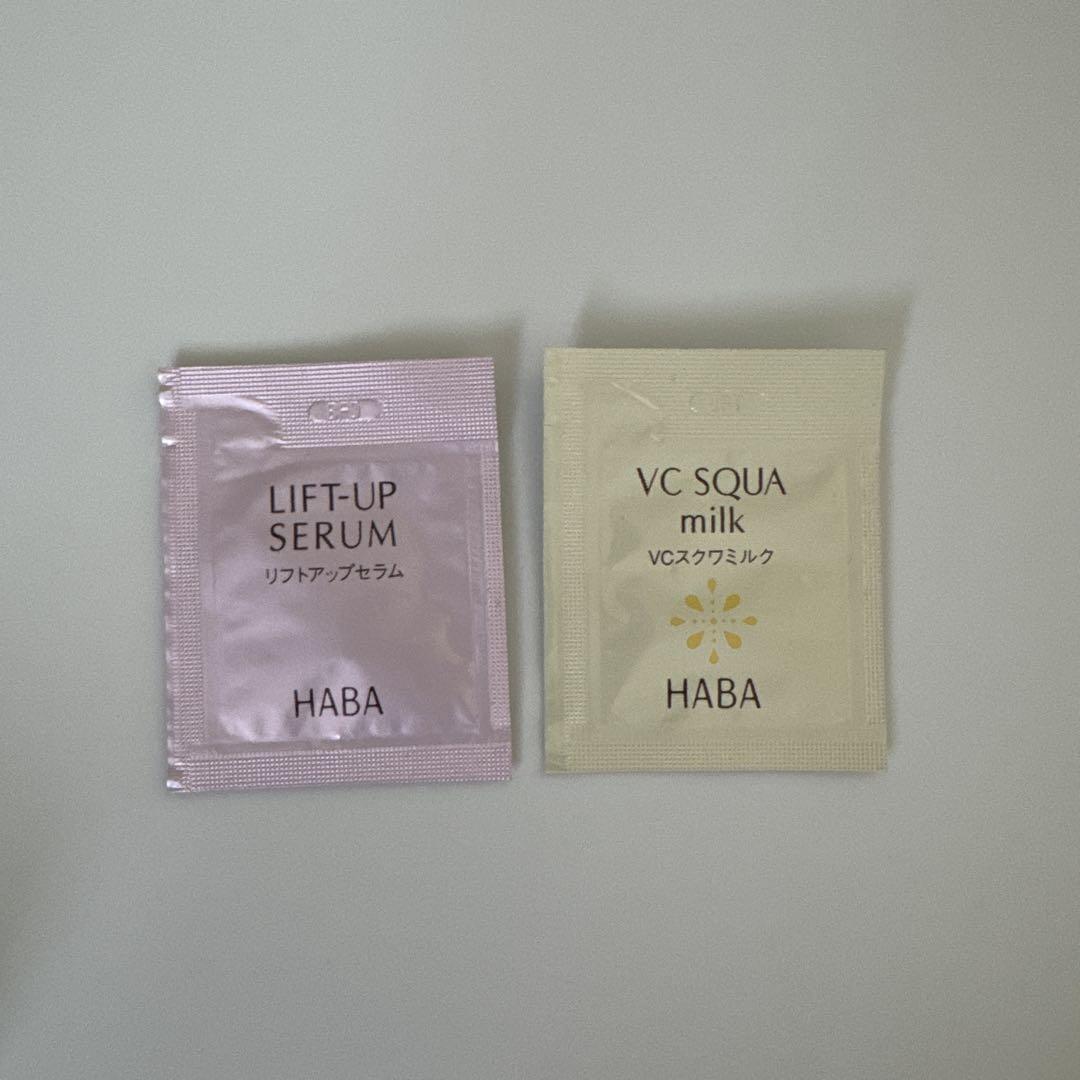 LIFT-UP
SERUM
リフトアップセラム
HABA
VC SQUA
milk
VCスクワミルク
HABA